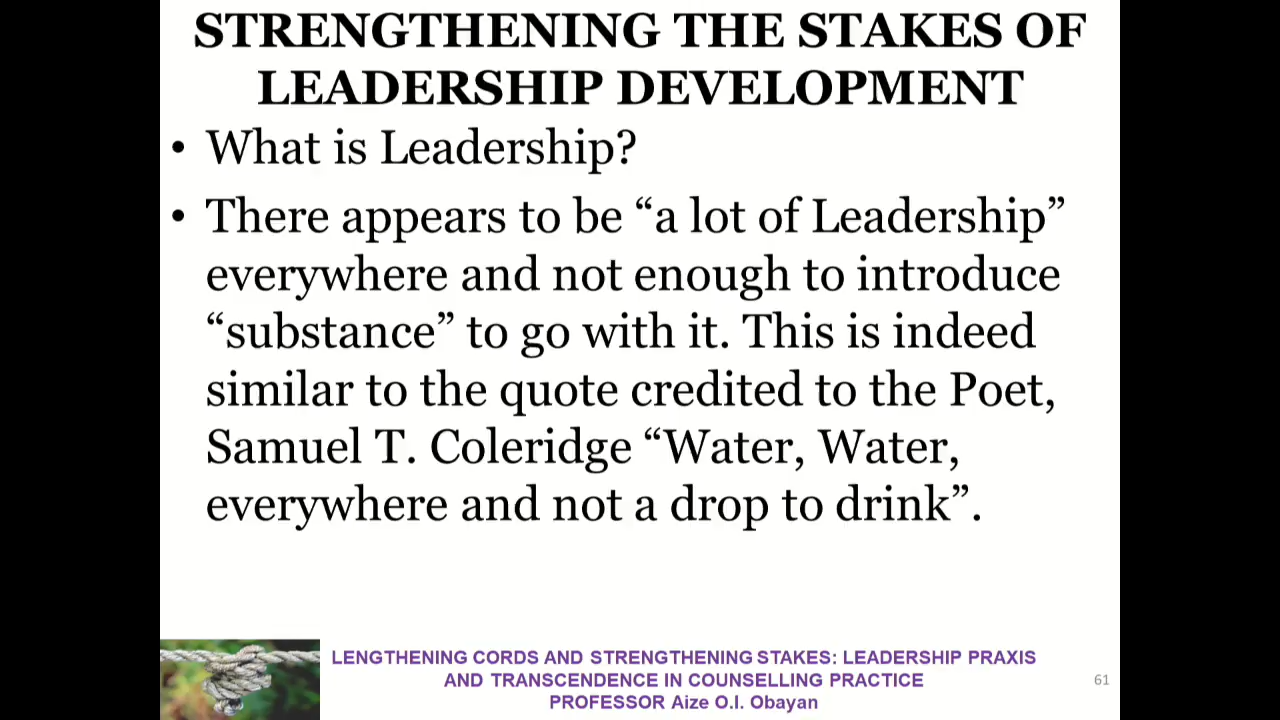 STRENGTHENING THE STAKES OF
LEADERSHIP DEVELOPMENT
• What is Leadership?
• There appears to be “a lot of Leadership”
everywhere and not enough to introduce
“substance” to go with it. This is indeed
similar to the quote credited to the Poet,
Samuel T. Coleridge “Water, Water,
everywhere and not a drop to drink”.
LENGTHENING CORDS AND STRENGTHENING STAKES: LEADERSHIP PRAXIS
AND TRANSCENDENCE IN COUNSELLING PRACTICE
PROFESSOR Aize O.I. Obayan
61